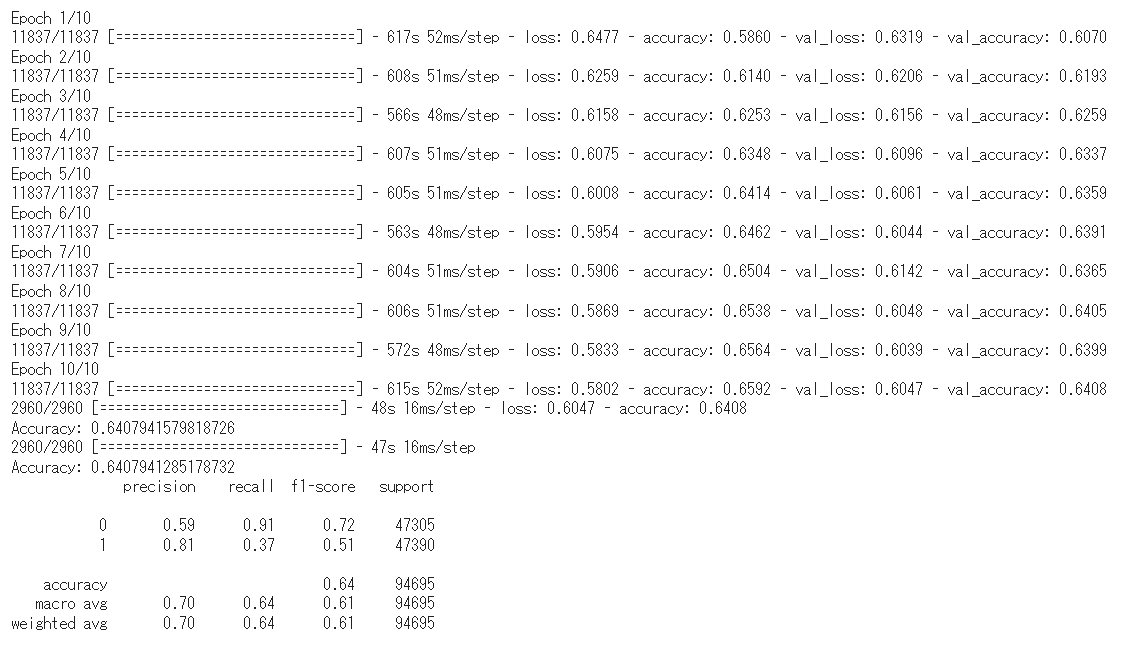 Epoch 1/10
11837/11837 [==============================] - 617s 52ms/step - loss: 0.6477 - accuracy: 0.5860 - val_loss: 0.6319 - val_accuracy: 0.6070
Epoch 2/10
11837/11837 [==============================] - 608s 51ms/step - loss: 0.6259 - accuracy: 0.6140 - val_loss: 0.6206 - val_accuracy: 0.6193
Epoch 3/10
11837/11837 [==============================] - 566s 48ms/step - loss: 0.6158 - accuracy: 0.6253 - val_loss: 0.6156 - val_accuracy: 0.6259
Epoch 4/10
11837/11837 [==============================] - 607s 51ms/step - loss: 0.6075 - accuracy: 0.6348 - val_loss: 0.6096 - val_accuracy: 0.6337
Epoch 5/10
11837/11837 [==============================] - 605s 51ms/step - loss: 0.6008 - accuracy: 0.6414 - val_loss: 0.6061 - val_accuracy: 0.6359
Epoch 6/10
11837/11837 [==============================] - 563s 48ms/step - loss: 0.5954 - accuracy: 0.6462 - val_loss: 0.6044 - val_accuracy: 0.6391
Epoch 7/10
11837/11837 [==============================] - 604s 51ms/step - loss: 0.5906 - accuracy: 0.6504 - val_loss: 0.6142 - val_accuracy: 0.6365
Epoch 8/10
11837/11837 [==============================] - 606s 51ms/step - loss: 0.5869 - accuracy: 0.6538 - val_loss: 0.6048 - val_accuracy: 0.6405
Epoch 9/10
11837/11837 [==============================] - 572s 48ms/step - loss: 0.5833 - accuracy: 0.6564 - val_loss: 0.6039 - val_accuracy: 0.6399
Epoch 10/10
11837/11837 [==============================] - 615s 52ms/step - loss: 0.5802 - accuracy: 0.6592 - val_loss: 0.6047 - val_accuracy: 0.6408
2960/2960 [==============================] - 48s 16ms/step - loss: 0.6047 - accuracy: 0.6408
Accuracy: 0.6407941579818726
2960/2960 [==============================] - 47s 16ms/step
Accuracy: 0.6407941285178732
precision recall f1-score support
0 0.59 0.91 0.72 47305
1 0.81 0.37 0.51 47390
accuracy 0.64 94695
macro avg 0.70 0.64 0.61 94695
weighted avg 0.70 0.64 0.61 94695